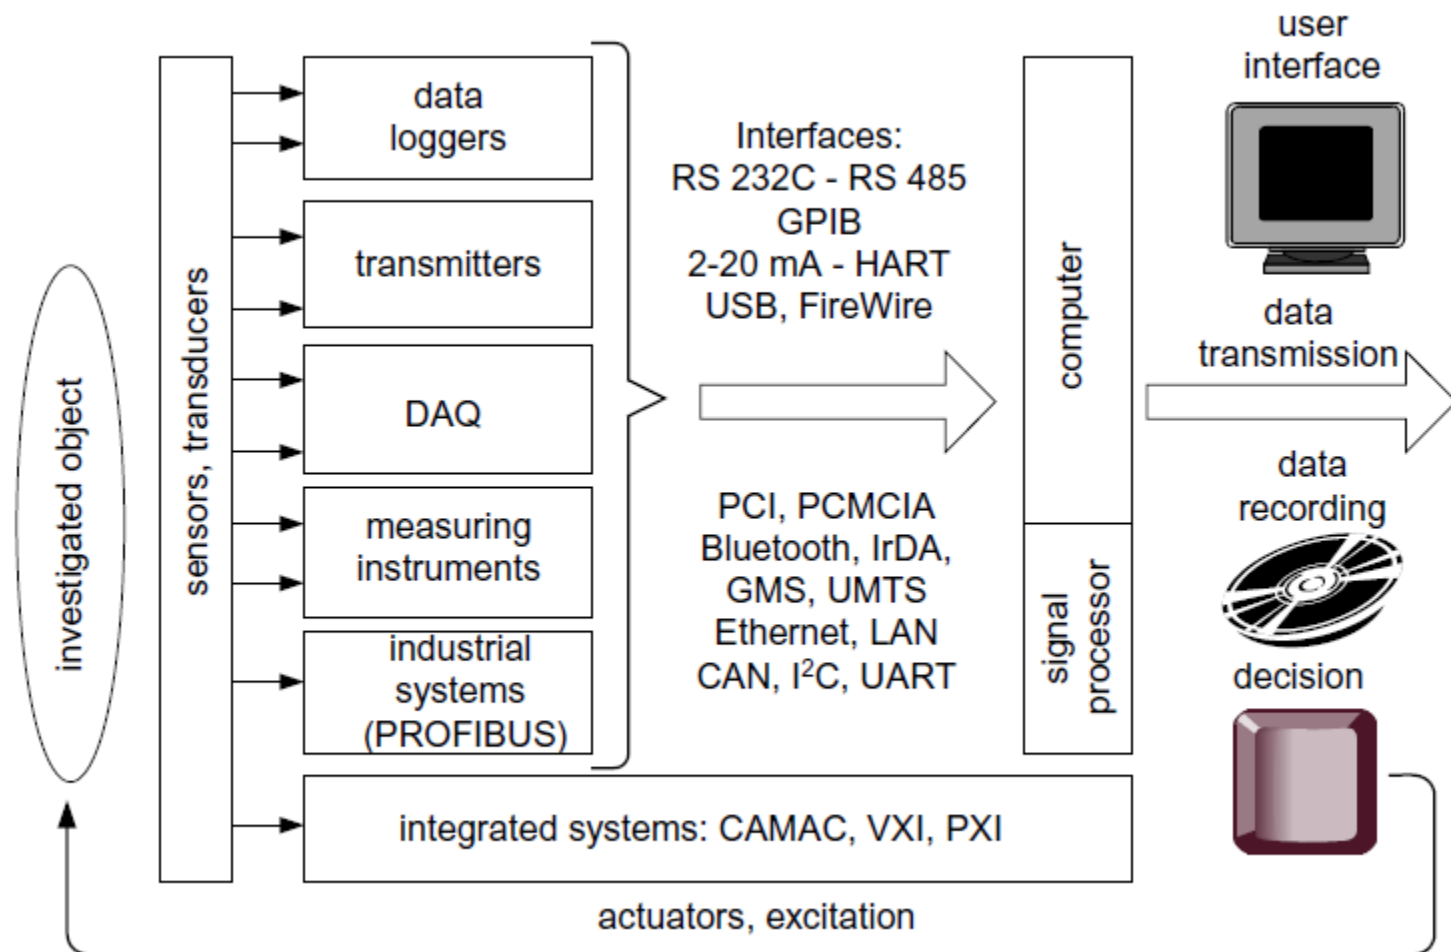 investigated object
sensors, transducers
data
loggers
transmitters
DAQ
measuring
instruments
industrial
systems
(PROFIBUS)
integrated systems: CAMAC, VXI, PXI
Interfaces:
RS 232C - RS 485
GPIB
2-20 mA - HART
USB, FireWire
PCI, PCMCIA
Bluetooth, IrDA,
GMS, UMTS
Ethernet, LAN
CAN, I²C, UART
computer
signal
processor
user
interface
data
transmission
data
recording
decision
actuators, excitation